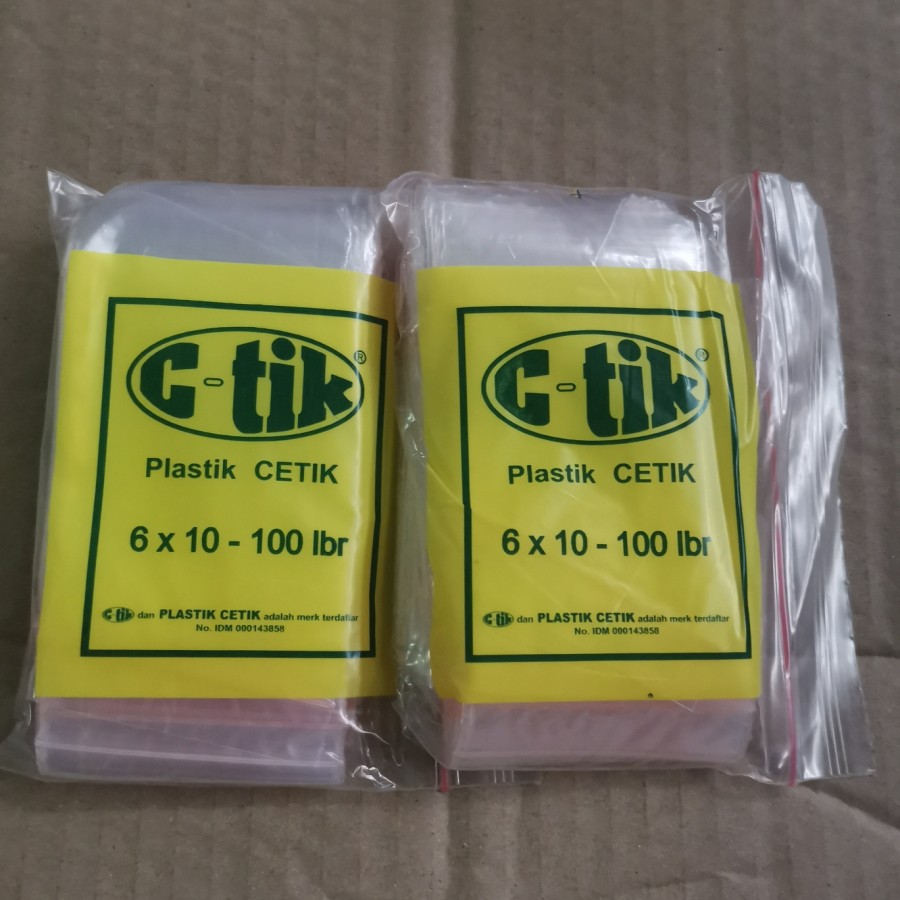 C-tik®
Plastik CETIK
6 x 10 - 100 lbr
C-tik dan PLASTIK CETIK adalah merk terdaftar
No. IDM 000143858
C-tik®
Plastik CETIK
6 x 10 - 100 lbr
C-tik dan PLASTIK CETIK adalah merk terdaftar
No. IDM 000143858